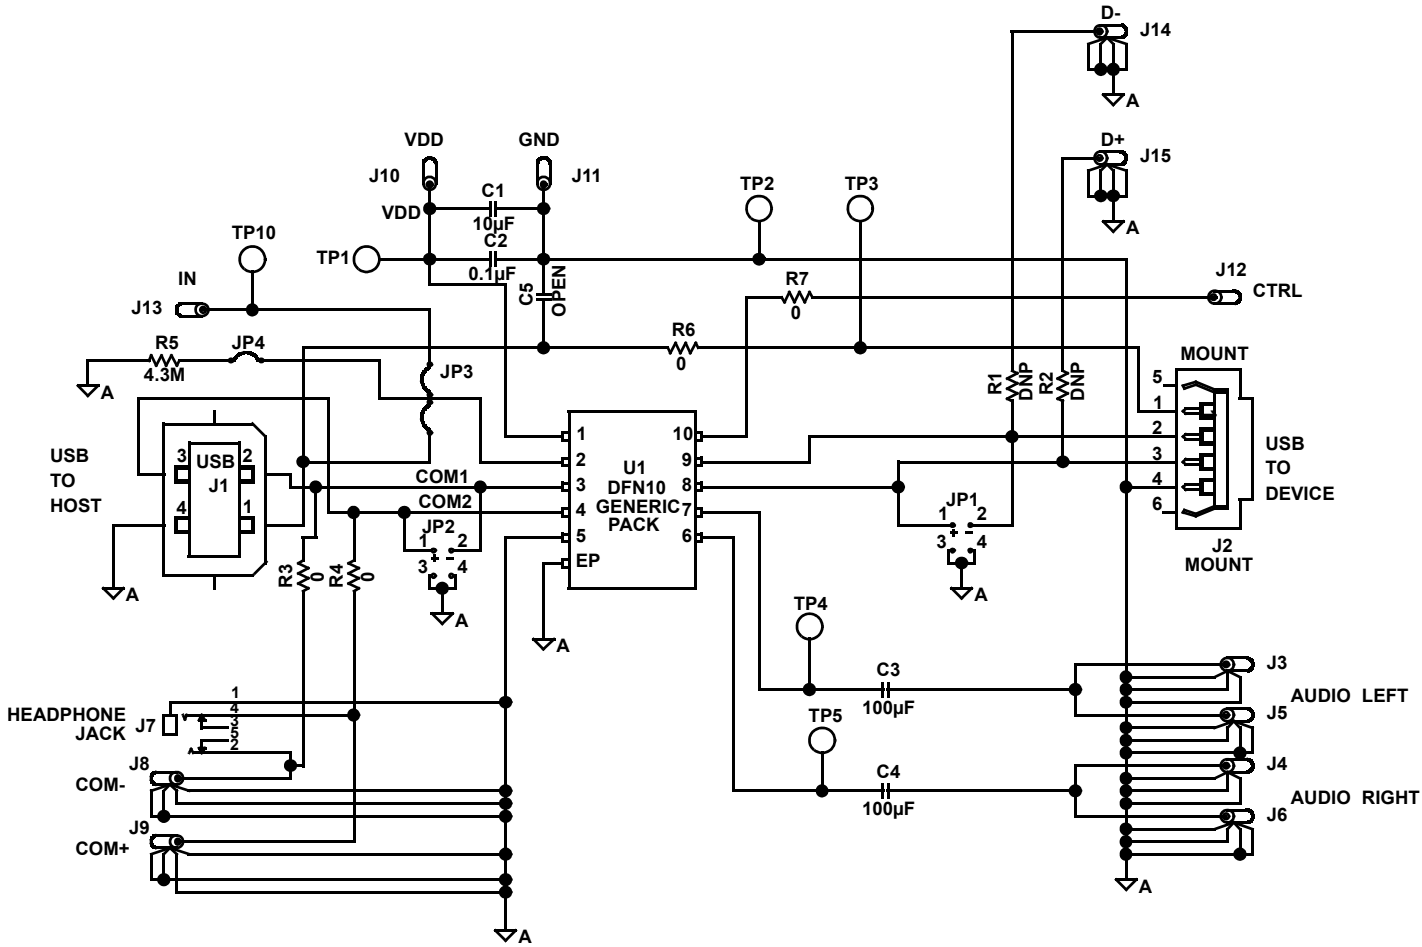 D-
J14
A
D+
J15
A
VDD
GND
J10
J11
C1
VDD
10µF
TP2
TP3
C2
TP1
0.1µF
TP10
IN
J13
C5
OPEN
R7
0
J12
CTRL
R5
JP4
4.3M
A
JP3
R6
0
R1
DNP
R2
DNP
MOUNT
5
1
2
3
4
6
USB
TO
DEVICE
J2
MOUNT
USB
TO
HOST
3
USB
2
J1
4
1
A
COM1
COM2
JP2
1
2
+ -
3
4
A
1
2
3
4
5
EP
U1
DFN10
GENERIC
PACK
10
9
8
7
6
A
JP1
1
2
+ -
3
4
A
R3
0
R4
0
TP4
C3
100µF
TP5
C4
100µF
J3
AUDIO LEFT
J5
J4
AUDIO RIGHT
J6
A
HEADPHONE
JACK
J7
1
4
3
5
2
J8
COM-
J9
COM+
A